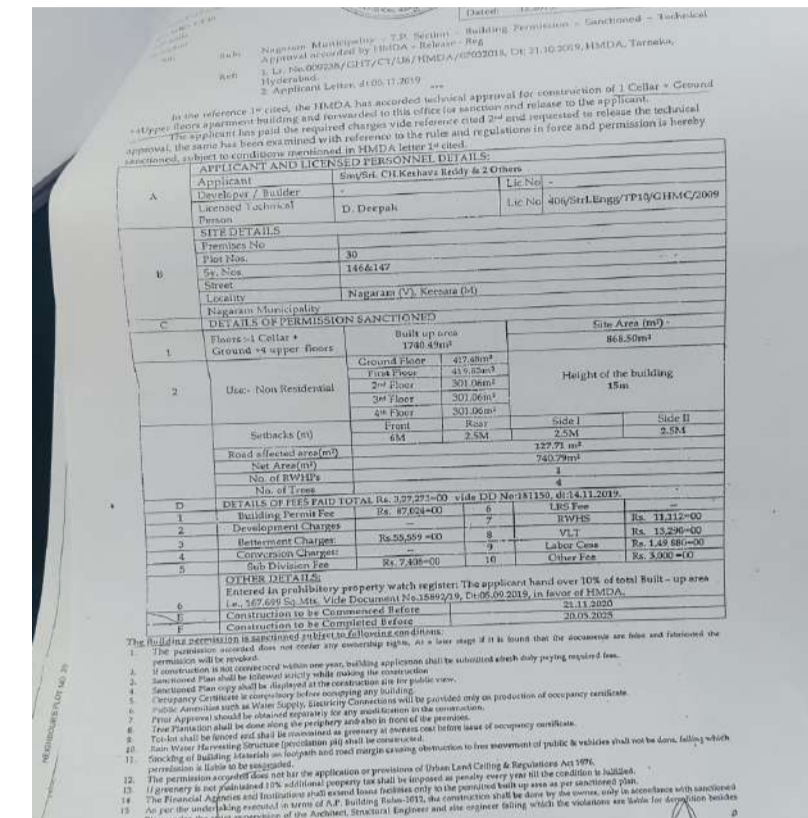 Dated:
Sub: Nagaram Municipality - T.P. Section - Building Permission - Sanctioned - Technical
Approval accorded by HMDA - Release - Reg
Ref: 1. Lr. No.009238/GHT/C1/U6/HMDA/07032018, Dt: 21.10.2019, HMDA, Tarnaka,
Hyderabad.
2. Applicant Letter, dt:05.11.2019
***
In the reference 1st cited, the HMDA has accorded technical approval for construction of 1 Cellar + Ground
+4Upper floors apartment building and forwarded to this office for sanction and release to the applicant.
The applicant has paid the required charges vide reference cited 2nd and requested to release the technical
approval, the same has been examined with reference to the rules and regulations in force and permission is hereby
sanctioned, subject to conditions mentioned in HMDA letter 1st cited.
A APPLICANT AND LICENSED PERSONNEL DETAILS:
Applicant Smt/Sri. CH.Keshava Reddy & 2 Others
Developer / Builder - Lic.No -
Licensed Technical Person D. Deepak Lic.No 406/Strl.Engg/TP10/GHMC/2009
B SITE DETAILS
Premises No
Plot Nos. 30
Sy. Nos 146&147
Street
Locality Nagaram (V), Keesara (M)
Nagaram Municipality
C DETAILS OF PERMISSION SANCTIONED
1 Floors :-1 Cellar + Ground +4 upper floors Built up area 1740.49m² Site Area (m²) - 868.50m²
2 Use:- Non Residential Ground Floor 417.68m² Height of the building 15m
First Floor 419.63m²
2nd Floor 301.06m²
3rd Floor 301.06m²
4th Floor 301.06m²
Setbacks (m) Front Rear Side I Side II
6M 2.5M 2.5M 2.5M
Road affected area(m²) 127.71 m²
Net Area(m²) 740.79m²
No. of RWHPs 1
No. of Trees 4
D DETAILS OF FEES PAID TOTAL Rs. 3,27,273=00 vide DD No:181150, dt:14.11.2019.
1 Building Permit Fee Rs. 87,024=00 6 LRS Fee –
2 Development Charges – 7 RWHS Rs. 11,112=00
3 Betterment Charges: Rs.55,559 =00 8 VLT Rs. 13,290=00
4 Conversion Charges: – 9 Labor Cess Rs. 1,49,880=00
5 Sub Division Fee Rs. 7,408=00 10 Other Fee Rs. 3,000 =00
OTHER DETAILS:
6 Entered in prohibitory property watch register: The applicant hand over 10% of total Built – up area
i.e., 167.699 Sq.Mts. Vide Document No.15892/19, Dt:05.09.2019, in favor of HMDA.
E Construction to be Commenced Before 21.11.2020
F Construction to be Completed Before 20.05.2025
The Building permission is sanctioned subject to following conditions:
1. The permission accorded does not confer any ownership rights, At a later stage if it is found that the documents are false and fabricated the
permission will be revoked.
2. If construction is not commenced within one year, building application shall be submitted afresh duly paying required fees.
3. Sanctioned Plan shall be followed strictly while making the construction
4. Sanctioned Plan copy shall be displayed at the construction site for public view.
5. Occupancy Certificate is compulsory before occupying any building.
6. Public Amenities such as Water Supply, Electricity Connections will be provided only on production of occupancy certificate.
7. Prior Approval should be obtained separately for any modification in the construction.
8. Tree Plantation shall be done along the periphery and also in front of the premises.
9. Tot-lot shall be fenced and shall be maintained as greenery at owners cost before issue of occupancy certificate.
10. Rain Water Harvesting Structure (percolation pit) shall be constructed.
11. Stocking of Building Materials on footpath and road margin causing obstruction to free movement of public & vehicles shall not be done, failing which
permission is liable to be suspended.
12. The permission accorded does not bar the application or provisions of Urban Land Ceiling & Regulations Act 1976.
13. If greenery is not maintained 10% additional property tax shall be imposed as penalty every year till the condition is fulfilled.
14. The Financial Agencies and Institutions shall extend loans facilities only to the permitted built up area as per sanctioned plan.
15. As per the undertaking executed in terms of A.P. Building Rules-2012, the construction shall be done by the owner, only in accordance with sanctioned
supervision of the Architect, Structural Engineer and site engineer failing which the violations are liable for demolition besides
NEIGHBOUR'S PLOT NO. 29